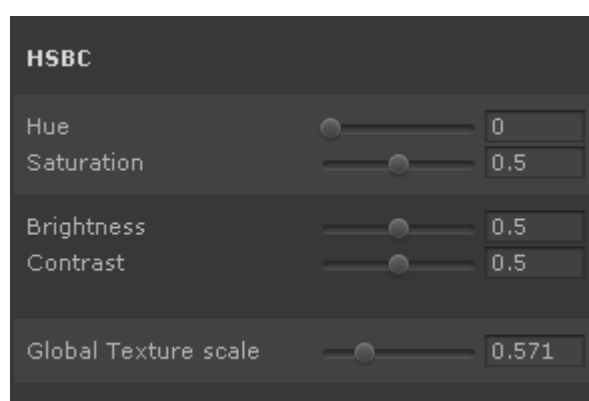 HSBC
Hue 0
Saturation 0.5
Brightness 0.5
Contrast 0.5
Global Texture scale 0.571